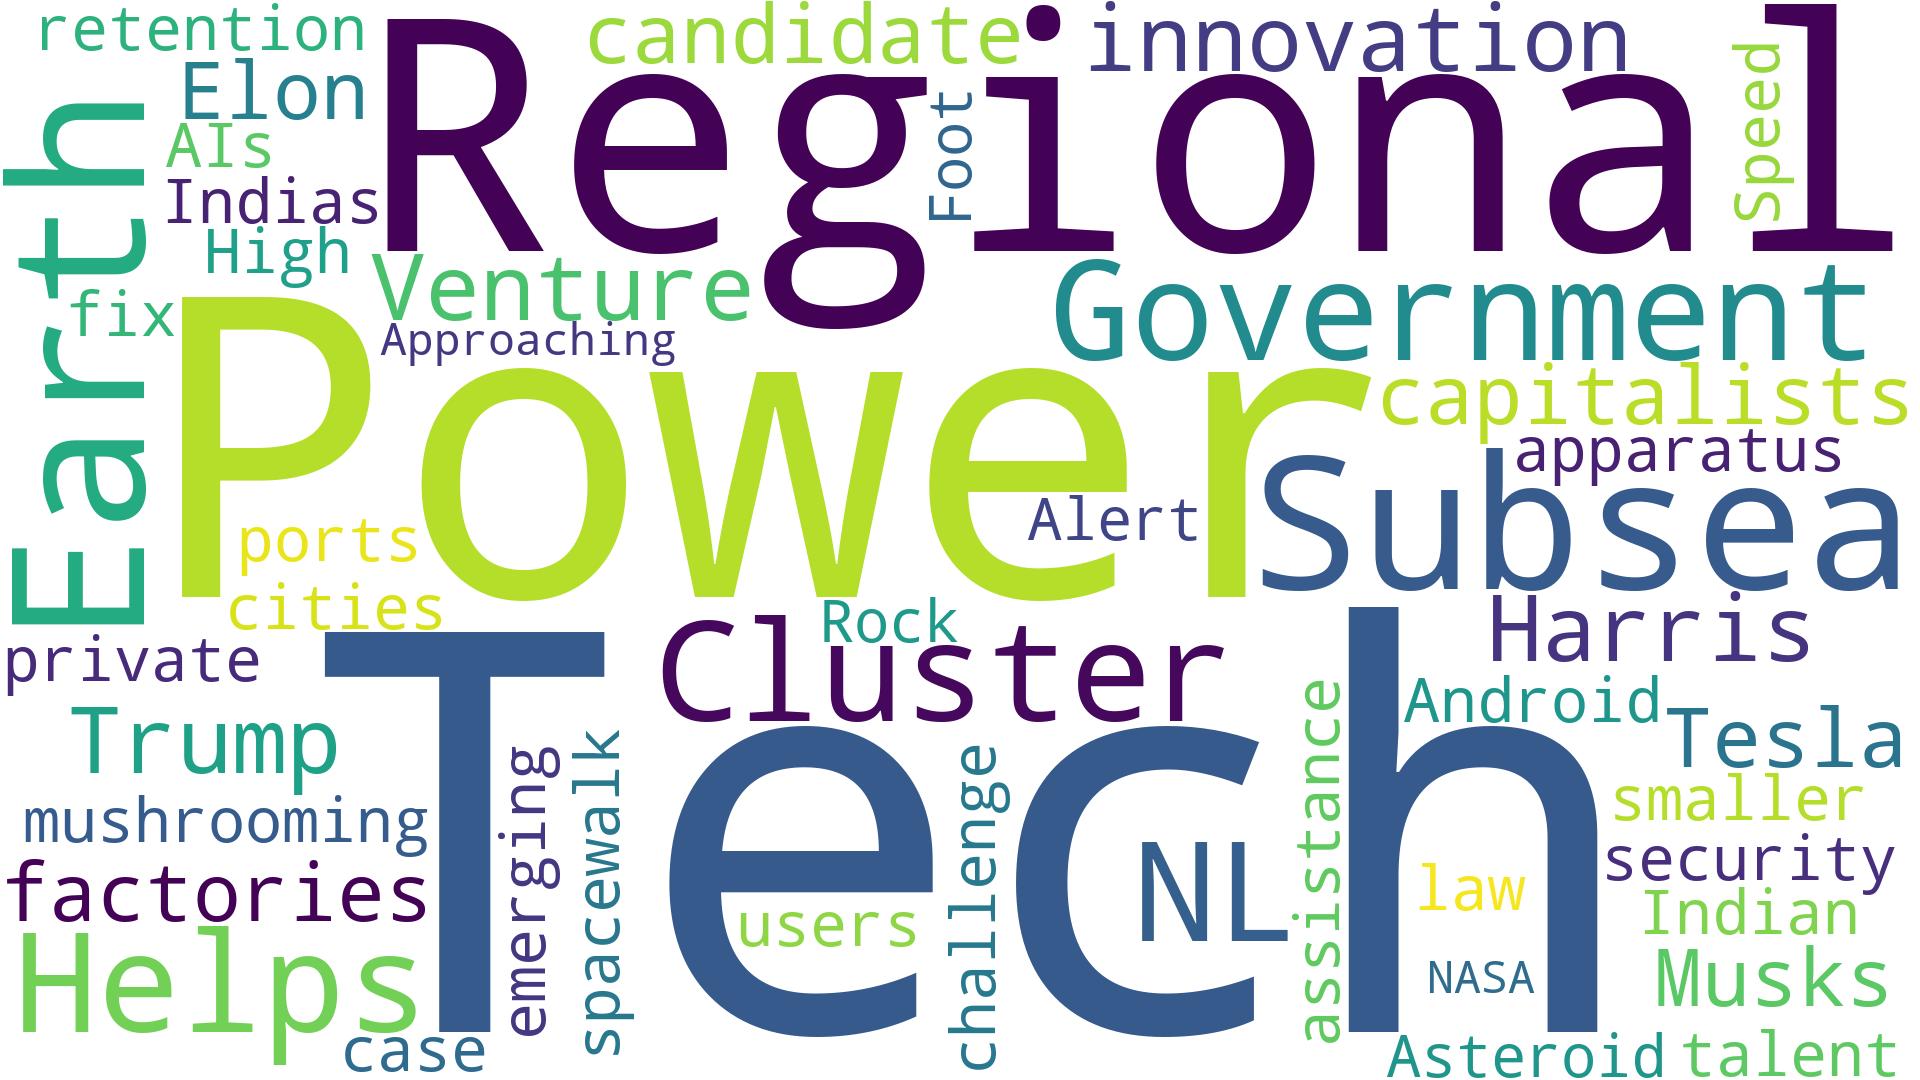 retention
candidate
innovation
Regional
Speed
Elon
Foot
Earth
AIs
Indias
High
Venture
Government
fix
Approaching
Power
capitalists
apparatus
Subsea
Alert
ports
cities
Rock
Harris
Cluster
private
Tech
Android
Trump
Tesla
assistance
emerging
spacewalk
challenge
smaller
mushrooming
security
NL
factories
law
users
Indian
Helps
NASA
Musks
case
Asteroid
talent